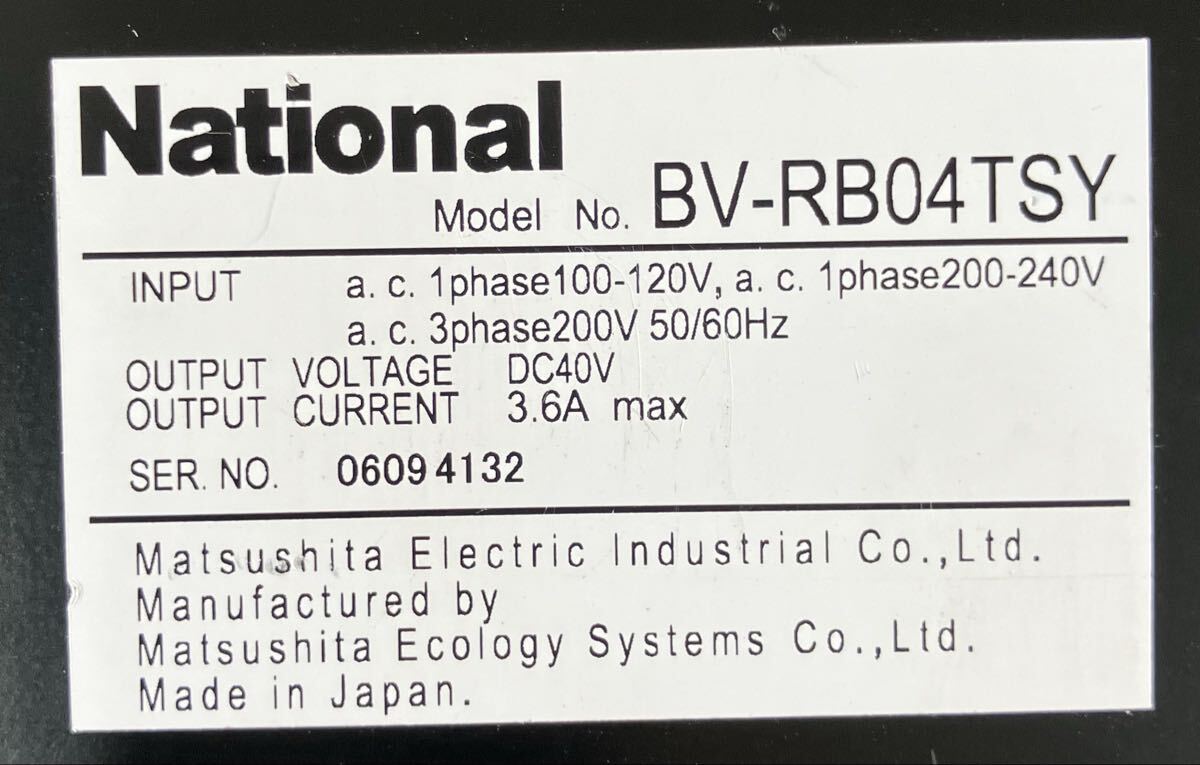 National
Model No. BV-RB04TSY
INPUT a. c. 1phase100-120V, a. c. 1phase200-240V
a. c. 3phase200V 50/60Hz
OUTPUT VOLTAGE DC40V
OUTPUT CURRENT 3.6A max
SER. NO. 06094132
Matsushita Electric Industrial Co.,Ltd.
Manufactured by
Matsushita Ecology Systems Co.,Ltd.
Made in Japan.